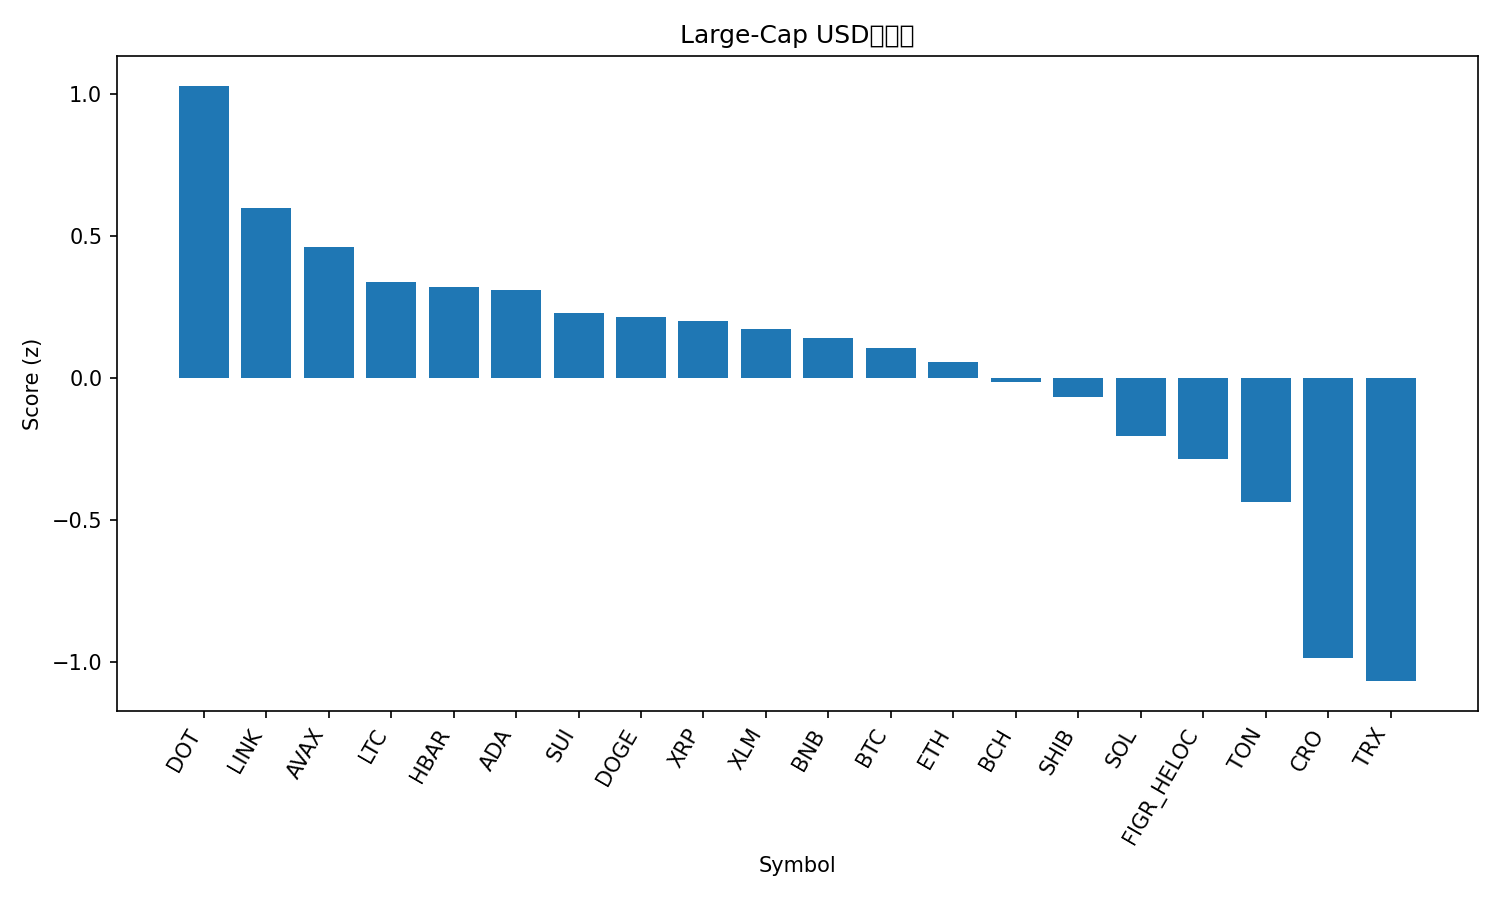 Large-Cap USD
Score (z)
1.0
0.5
0.0
−0.5
−1.0
DOT
LINK
AVAX
LTC
HBAR
ADA
SUI
DOGE
XRP
XLM
BNB
BTC
ETH
BCH
SHIB
SOL
FIGR_HELOC
TON
CRO
TRX
Symbol